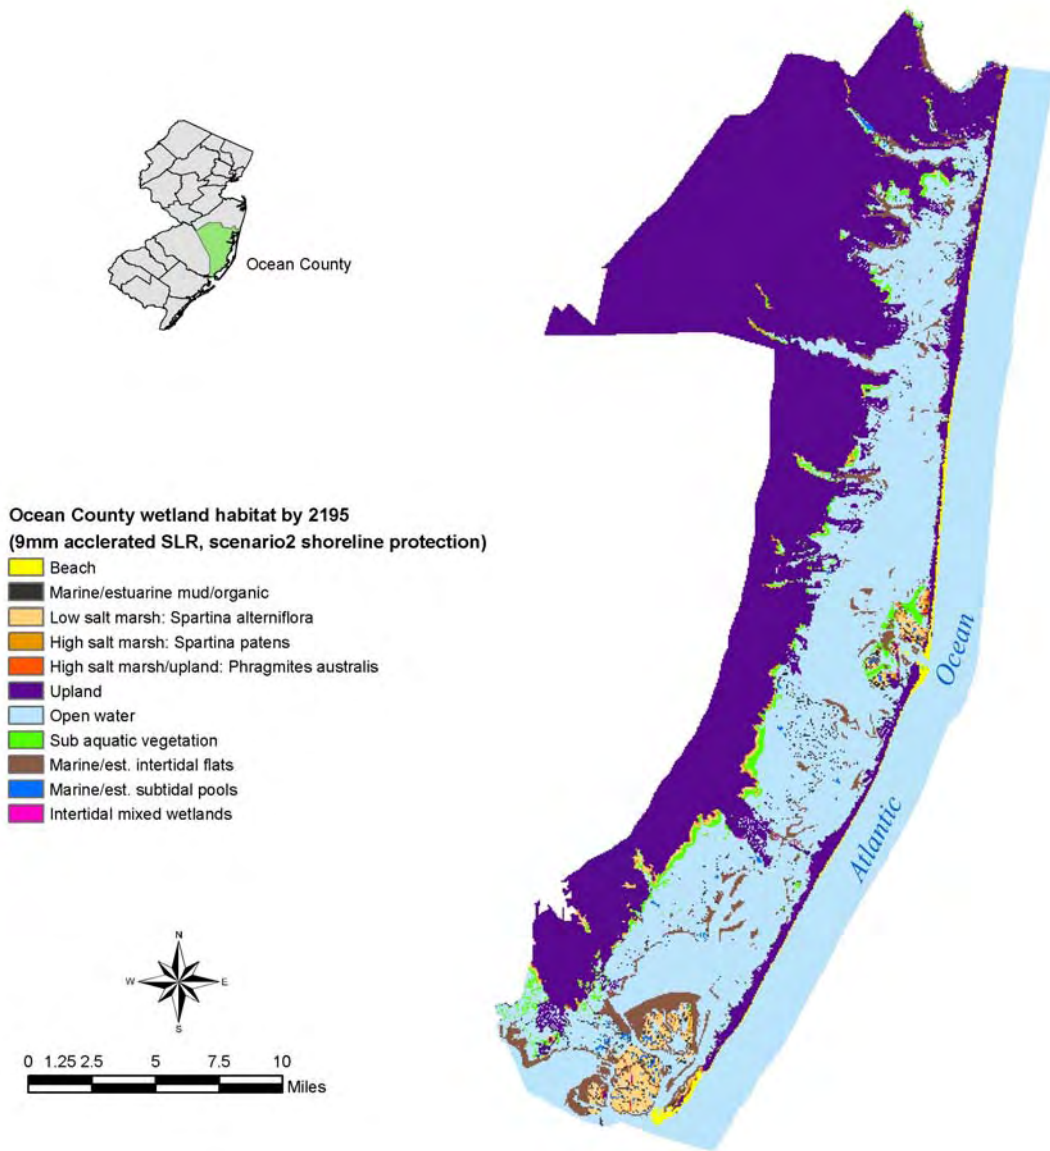 Ocean County
Ocean County wetland habitat by 2195
(9mm acclerated SLR, scenario2 shoreline protection)
Beach
Marine/estuarine mud/organic
Low salt marsh: Spartina alterniflora
High salt marsh: Spartina patens
High salt marsh/upland: Phragmites australis
Upland
Open water
Sub aquatic vegetation
Marine/est. intertidal flats
Marine/est. subtidal pools
Intertidal mixed wetlands
Atlantic Ocean
N
W E
S
0 1.25 2.5 5 7.5 10
Miles